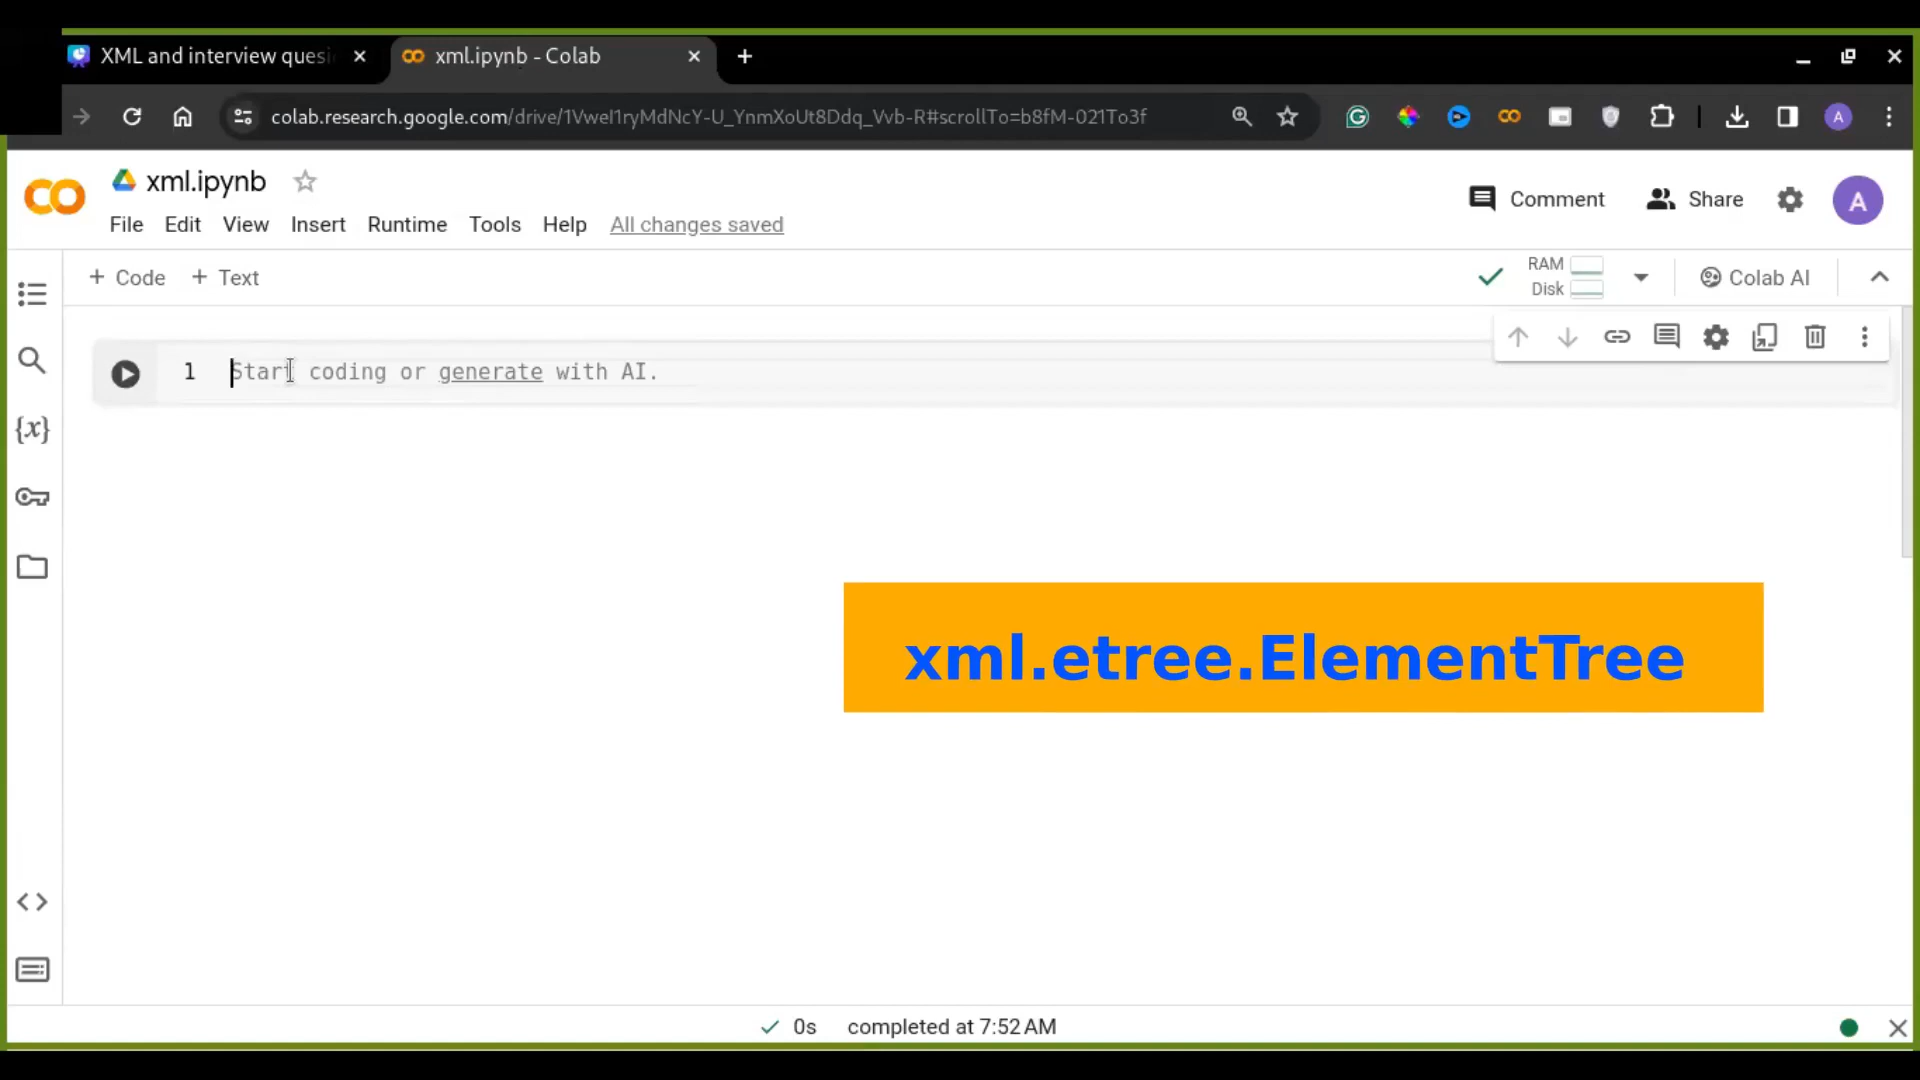 XML and interview quesi
xml.ipynb - Colab
colab.research.google.com/drive/1VweI1ryMdNcY-U_YnmXoUt8Ddq_Vvb-R#scrollTo=b8fM-021To3f
A
xml.ipynb
Comment
Share
A
File Edit View Insert Runtime Tools Help All changes saved
+ Code + Text
RAM
Disk
Colab AI
{x}
1 Start coding or generate with AI.
xml.etree.ElementTree
0s completed at 7:52 AM